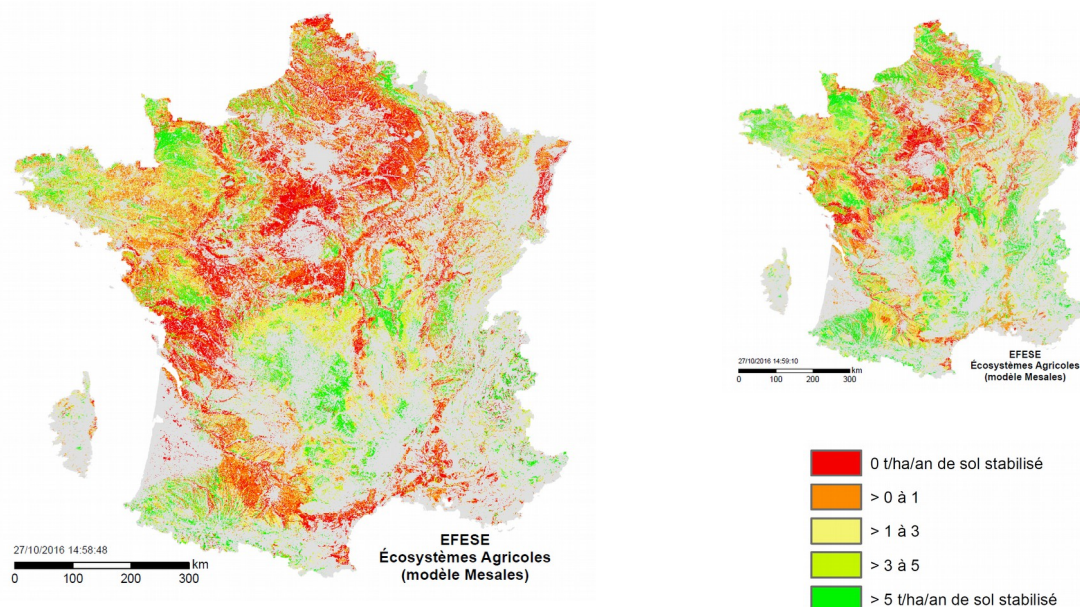 27/10/2016 14:58:48
km
0 100 200 300
EFESE
Écosystèmes Agricoles
(modèle Mesales)
27/10/2016 14:59:10
km
0 100 200 300
EFESE
Écosystèmes Agricoles
(modèle Mesales)
0 t/ha/an de sol stabilisé
> 0 à 1
> 1 à 3
> 3 à 5
> 5 t/ha/an de sol stabilisé